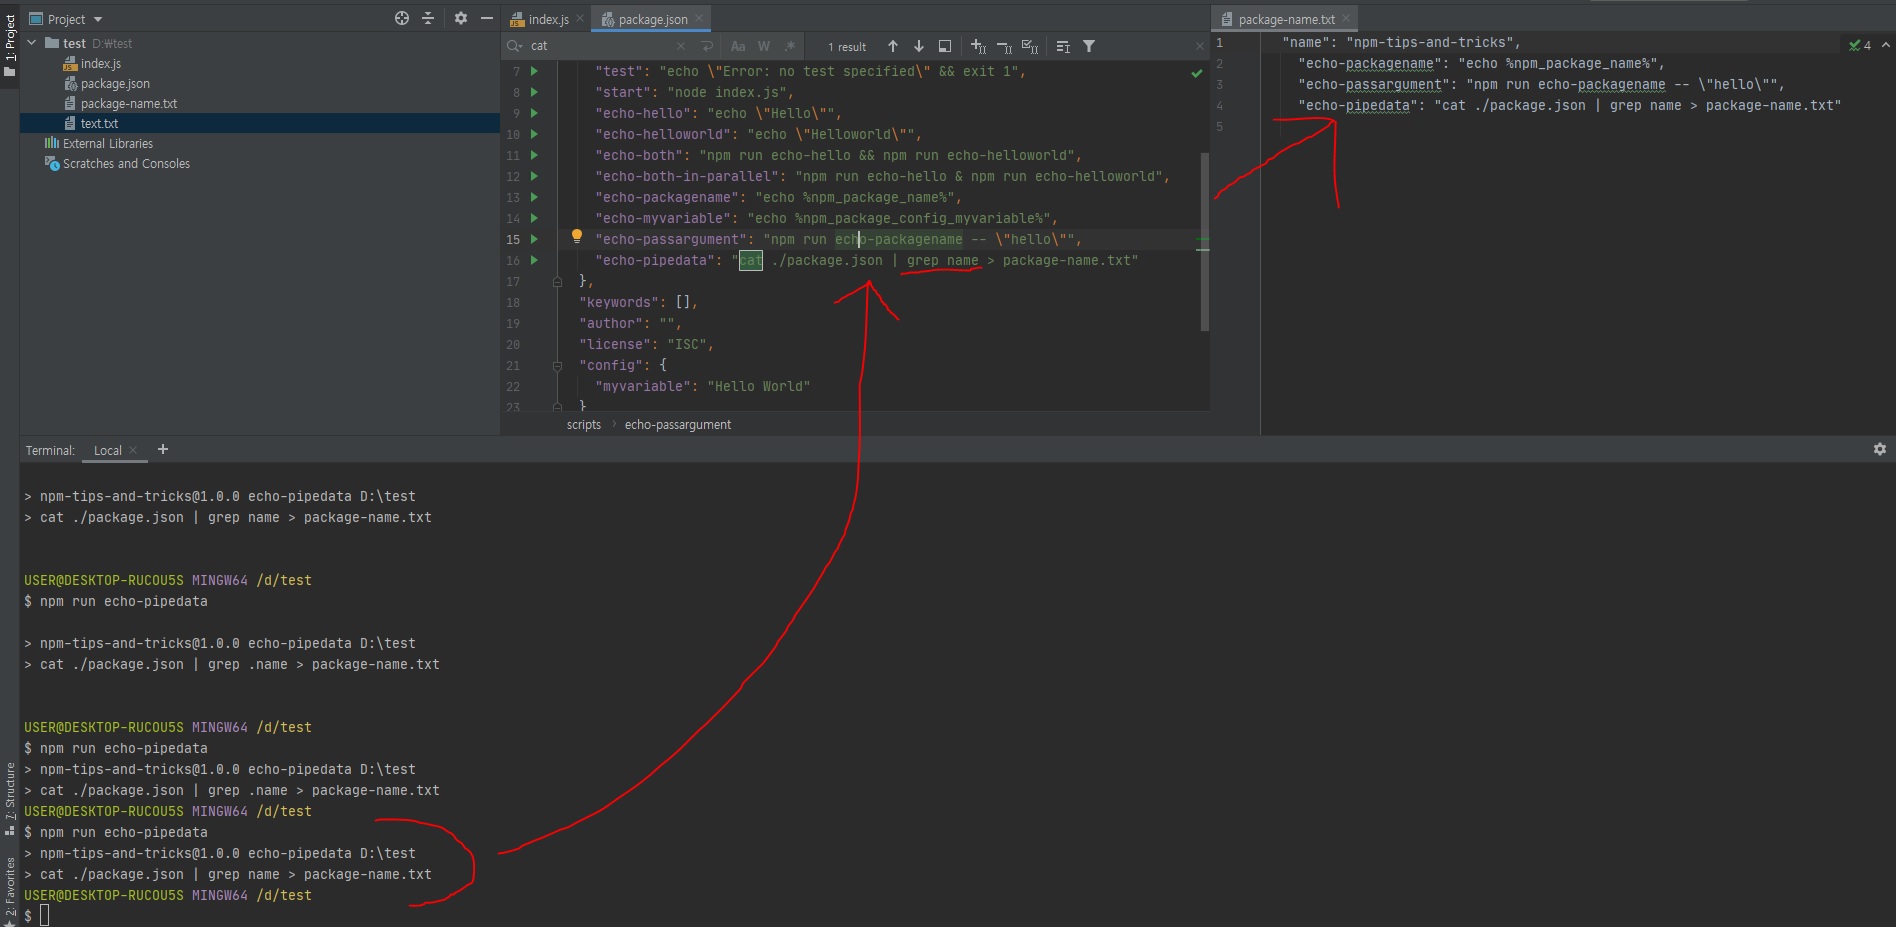 Project
index.js
package.json
package-name.txt
1: Project
test D:\test
index.js
package.json
package-name.txt
text.txt
External Libraries
Scratches and Consoles
cat
Aa W .*
1 result
7 "test": "echo \"Error: no test specified\" && exit 1",
8 "start": "node index.js",
9 "echo-hello": "echo \"Hello\"",
10 "echo-helloworld": "echo \"Helloworld\"",
11 "echo-both": "npm run echo-hello && npm run echo-helloworld",
12 "echo-both-in-parallel": "npm run echo-hello & npm run echo-helloworld",
13 "echo-packagename": "echo %npm_package_name%",
14 "echo-myvariable": "echo %npm_package_config_myvariable%",
15 "echo-passargument": "npm run echo-packagename -- \"hello\"",
16 "echo-pipedata": "cat ./package.json | grep name > package-name.txt"
17 },
18 "keywords": [],
19 "author": "",
20 "license": "ISC",
21 "config": {
22 "myvariable": "Hello World"
23 }
scripts > echo-passargument
1 "name": "npm-tips-and-tricks",
2 "echo-packagename": "echo %npm_package_name%",
3 "echo-passargument": "npm run echo-packagename -- \"hello\"",
4 "echo-pipedata": "cat ./package.json | grep name > package-name.txt"
5
4
Terminal: Local +
> npm-tips-and-tricks@1.0.0 echo-pipedata D:\test
> cat ./package.json | grep name > package-name.txt
USER@DESKTOP-RUCOU5S MINGW64 /d/test
$ npm run echo-pipedata
> npm-tips-and-tricks@1.0.0 echo-pipedata D:\test
> cat ./package.json | grep .name > package-name.txt
USER@DESKTOP-RUCOU5S MINGW64 /d/test
$ npm run echo-pipedata
> npm-tips-and-tricks@1.0.0 echo-pipedata D:\test
> cat ./package.json | grep .name > package-name.txt
USER@DESKTOP-RUCOU5S MINGW64 /d/test
$ npm run echo-pipedata
> npm-tips-and-tricks@1.0.0 echo-pipedata D:\test
> cat ./package.json | grep name > package-name.txt
USER@DESKTOP-RUCOU5S MINGW64 /d/test
$
7: Structure
2: Favorites